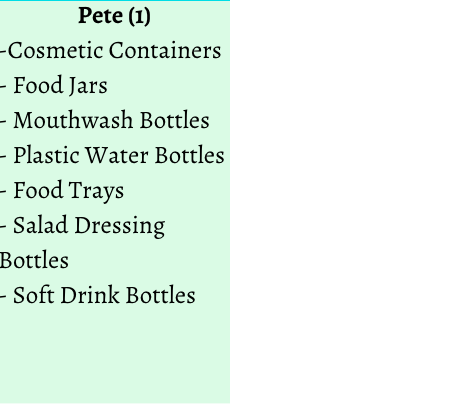 Pete (1)
-Cosmetic Containers
- Food Jars
- Mouthwash Bottles
- Plastic Water Bottles
- Food Trays
- Salad Dressing
Bottles
- Soft Drink Bottles